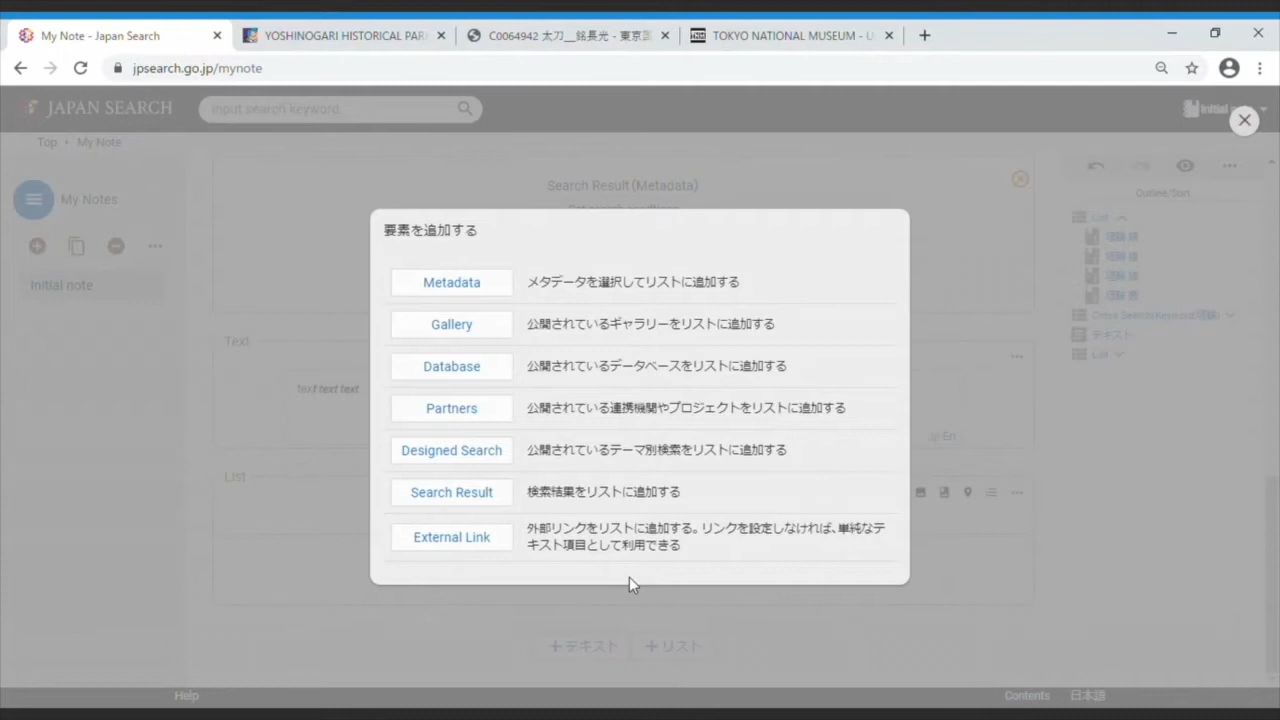 My Note - Japan Search
YOSHINOGARI HISTORICAL PAR
C0064942 太刀__銘長光 - 東京国
TOKYO NATIONAL MUSEUM - U
jpsearch.go.jp/mynote
JAPAN SEARCH
Input search keyword.
Initial
Top • My Note
My Notes
Initial note
Search Result (Metadata)
Text
text text text
List
要素を追加する
Metadata メタデータを選択してリストに追加する
Gallery 公開されているギャラリーをリストに追加する
Database 公開されているデータベースをリストに追加する
Partners 公開されている連携機関やプロジェクトをリストに追加する
Designed Search 公開されているテーマ別検索をリストに追加する
Search Result 検索結果をリストに追加する
External Link 外部リンクをリストに追加する。リンクを設定しなければ、単純なテ
キスト項目として利用できる
En
+テキスト +リスト
Outline/Sort
List
テキスト
List
Help
Contents
日本語